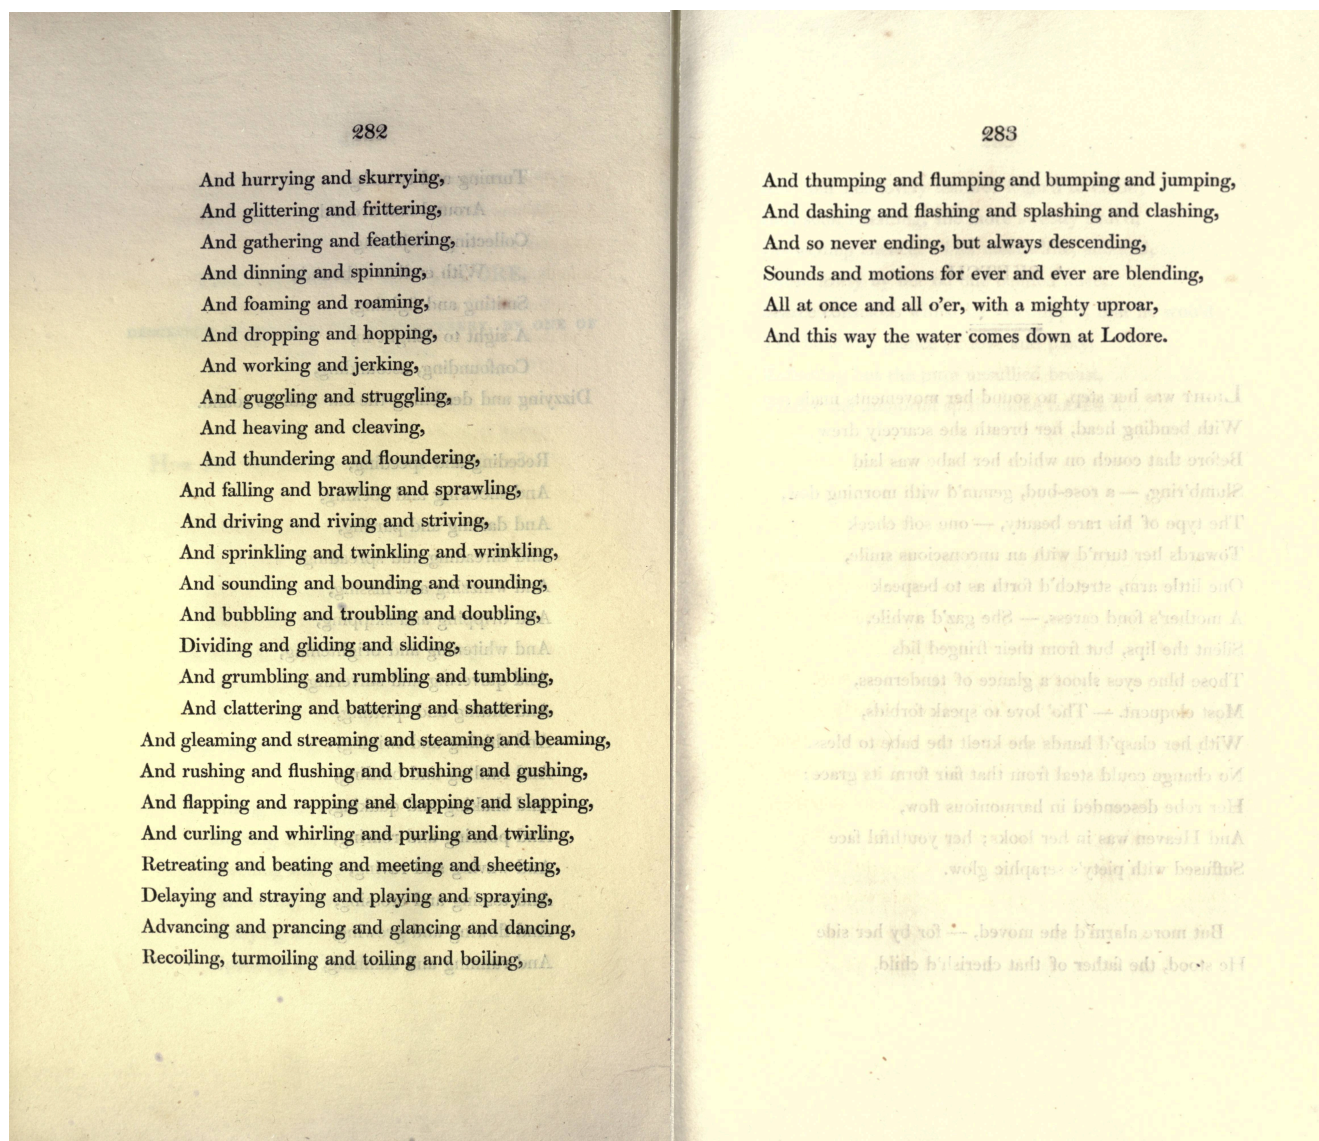 282
And hurrying and skurrying,
And glittering and frittering,
And gathering and feathering,
And dinning and spinning,
And foaming and roaming,
And dropping and hopping,
And working and jerking,
And guggling and struggling,
And heaving and cleaving,
And thundering and floundering,
And falling and brawling and sprawling,
And driving and riving and striving,
And sprinkling and twinkling and wrinkling,
And sounding and bounding and rounding,
And bubbling and troubling and doubling,
Dividing and gliding and sliding,
And grumbling and rumbling and tumbling,
And clattering and battering and shattering,
And gleaming and streaming and steaming and beaming,
And rushing and flushing and brushing and gushing,
And flapping and rapping and clapping and slapping,
And curling and whirling and purling and twirling,
Retreating and beating and meeting and sheeting,
Delaying and straying and playing and spraying,
Advancing and prancing and glancing and dancing,
Recoiling, turmoiling and toiling and boiling,
283
And thumping and flumping and bumping and jumping,
And dashing and flashing and splashing and clashing,
And so never ending, but always descending,
Sounds and motions for ever and ever are blending,
All at once and all o'er, with a mighty uproar,
And this way the water comes down at Lodore.